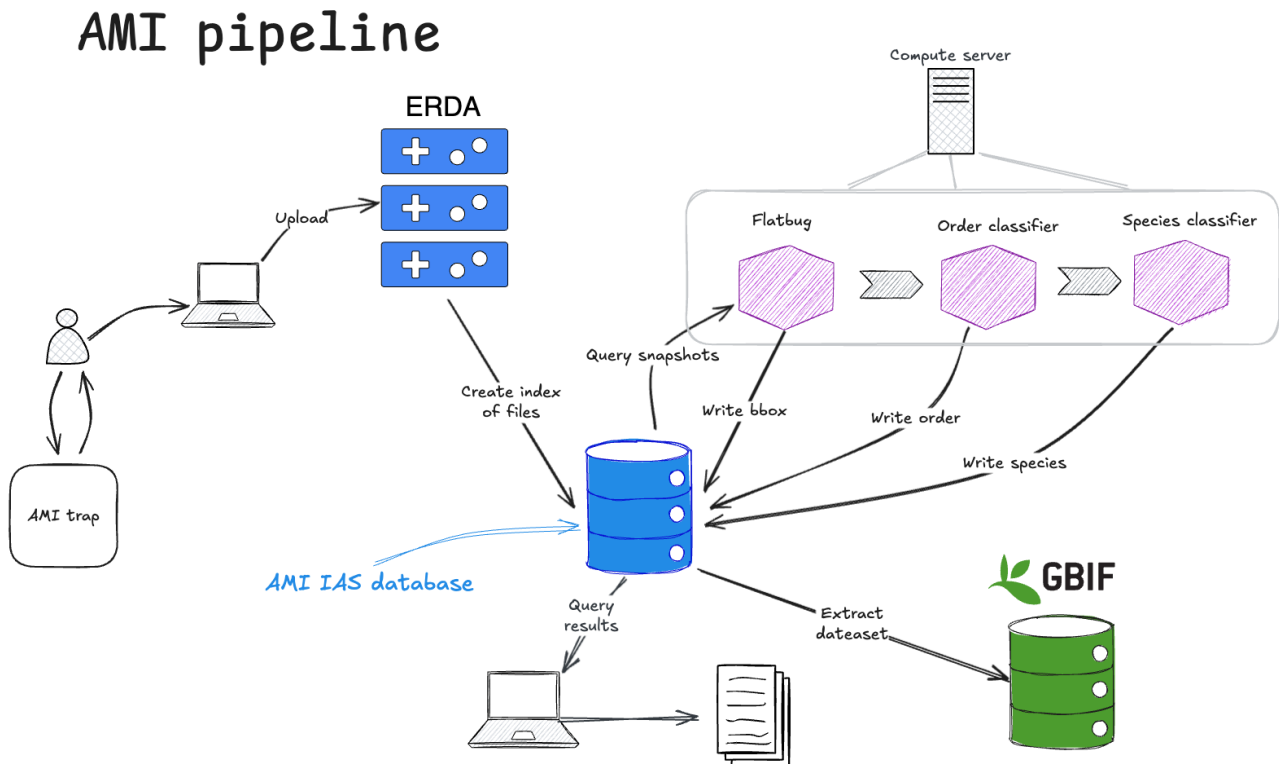 AMI pipeline
Compute server
ERDA
Upload
Flatbug
Order classifier
Species classifier
Query snapshots
Create index
of files
Write bbox
Write order
Write species
AMI trap
AMI IAS database
Query
results
Extract
dateaset
GBIF